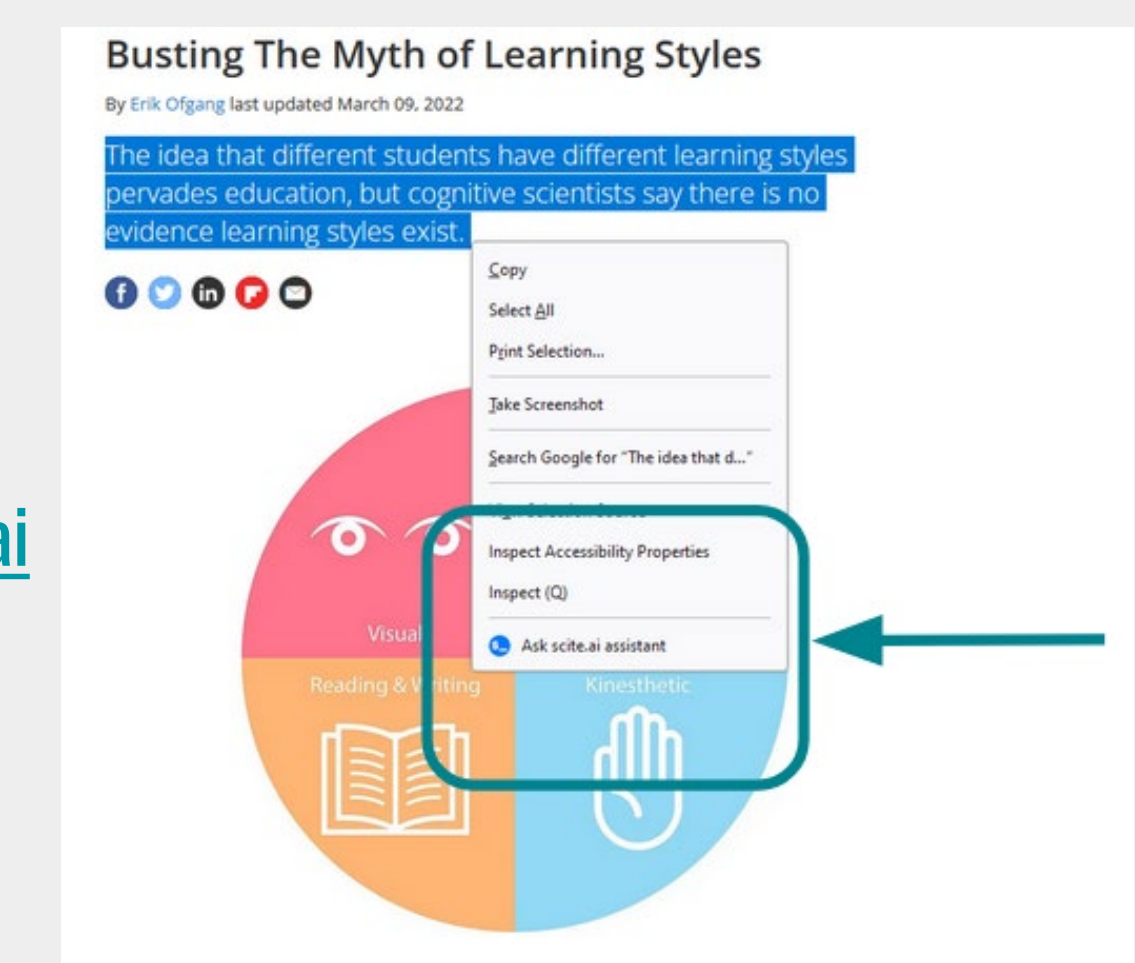 Busting The Myth of Learning Styles
By Erik Ofgang last updated March 09, 2022
The idea that different students have different learning styles
pervades education, but cognitive scientists say there is no
evidence learning styles exist.
Copy
Select All
Print Selection...
Take Screenshot
Search Google for "The idea that d..."
View Selection Source
Inspect Accessibility Properties
Inspect (Q)
Ask scite.ai assistant
ai
Visual
Reading & Writing
Kinesthetic